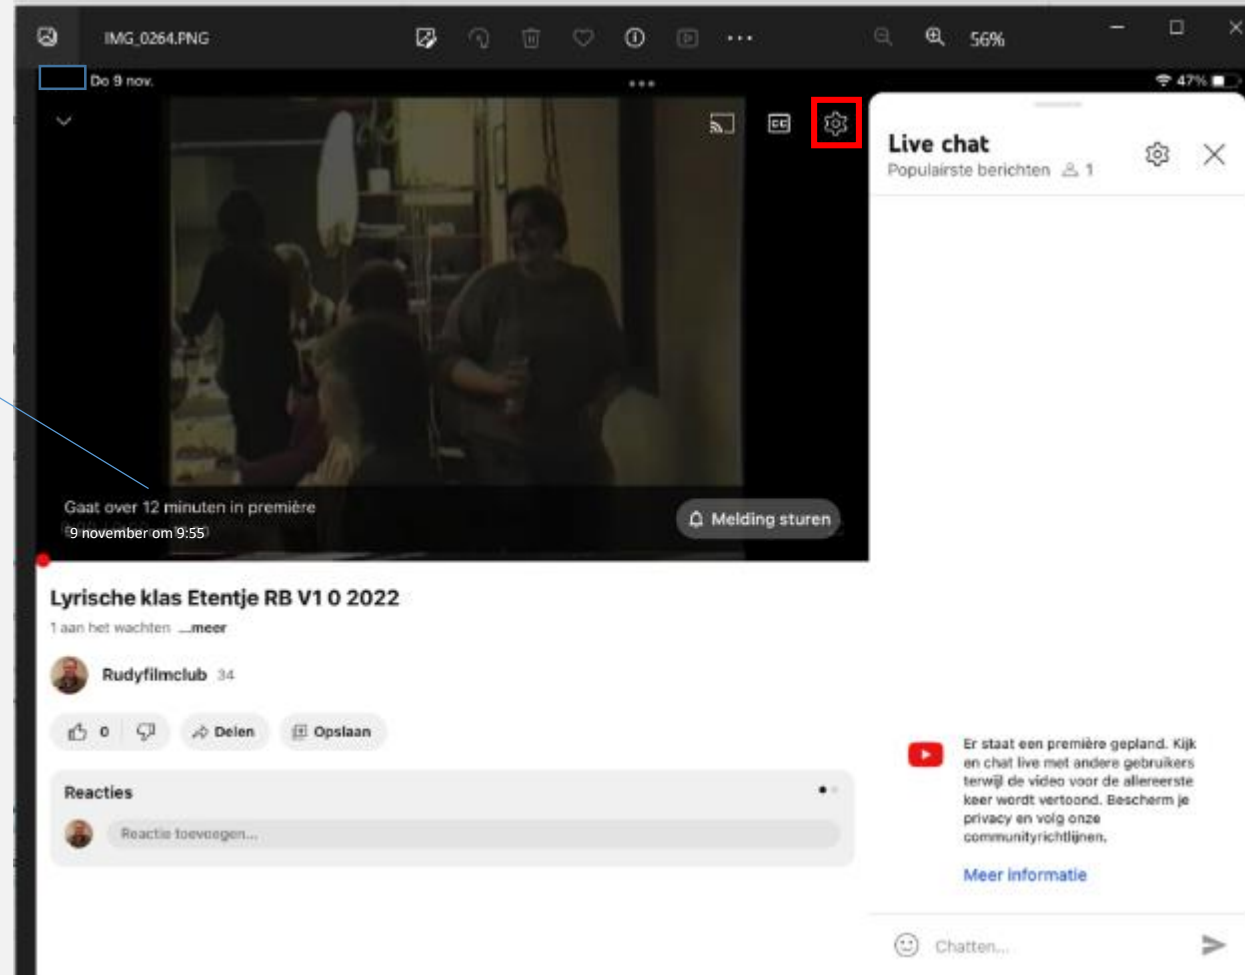 IMG_0264.PNG
56%
Do 9 nov.
47%
CC
Live chat
Populairste berichten 1
Gaat over 12 minuten in première
9 november om 9:55
Melding sturen
Lyrische klas Etentje RB V1 0 2022
1 aan het wachten ...meer
Rudyfilmclub 34
0 Delen Opslaan
Reacties
Reactie toevoegen...
Er staat een première gepland. Kijk
en chat live met andere gebruikers
terwijl de video voor de allereerste
keer wordt vertoond. Bescherm je
privacy en volg onze
communityrichtlijnen.
Meer informatie
Chatten...